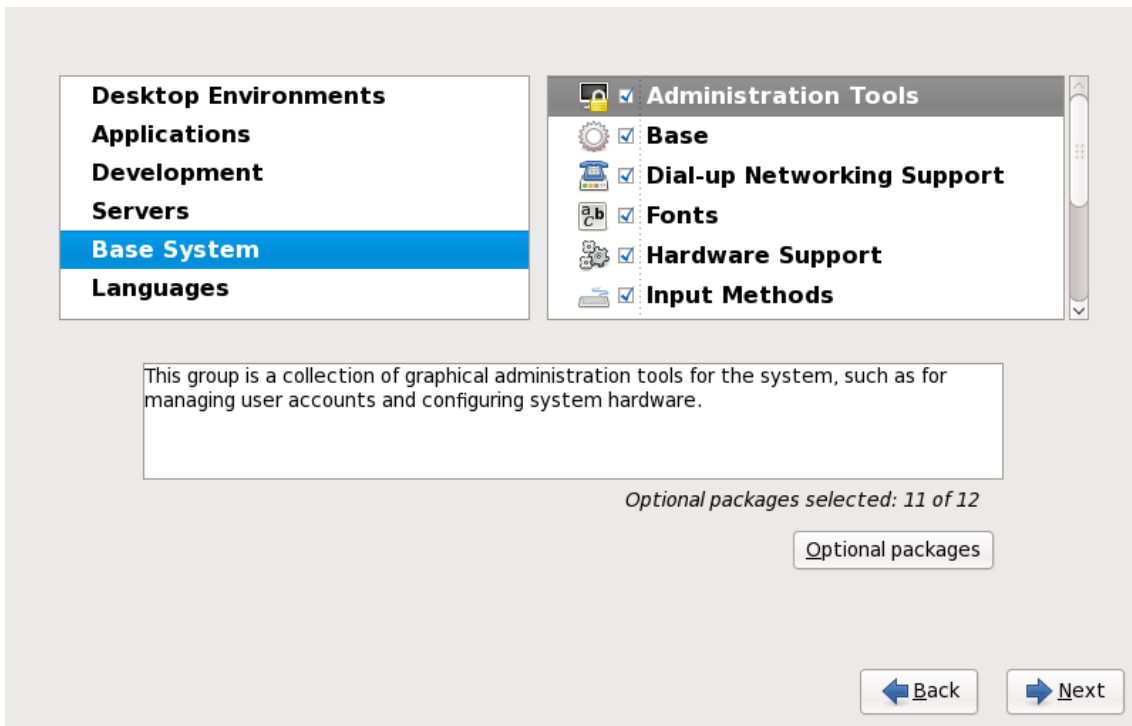 Desktop Environments
Applications
Development
Servers
Base System
Languages
Administration Tools
Base
Dial-up Networking Support
Fonts
Hardware Support
Input Methods
This group is a collection of graphical administration tools for the system, such as for
managing user accounts and configuring system hardware.
Optional packages selected: 11 of 12
Optional packages
Back
Next